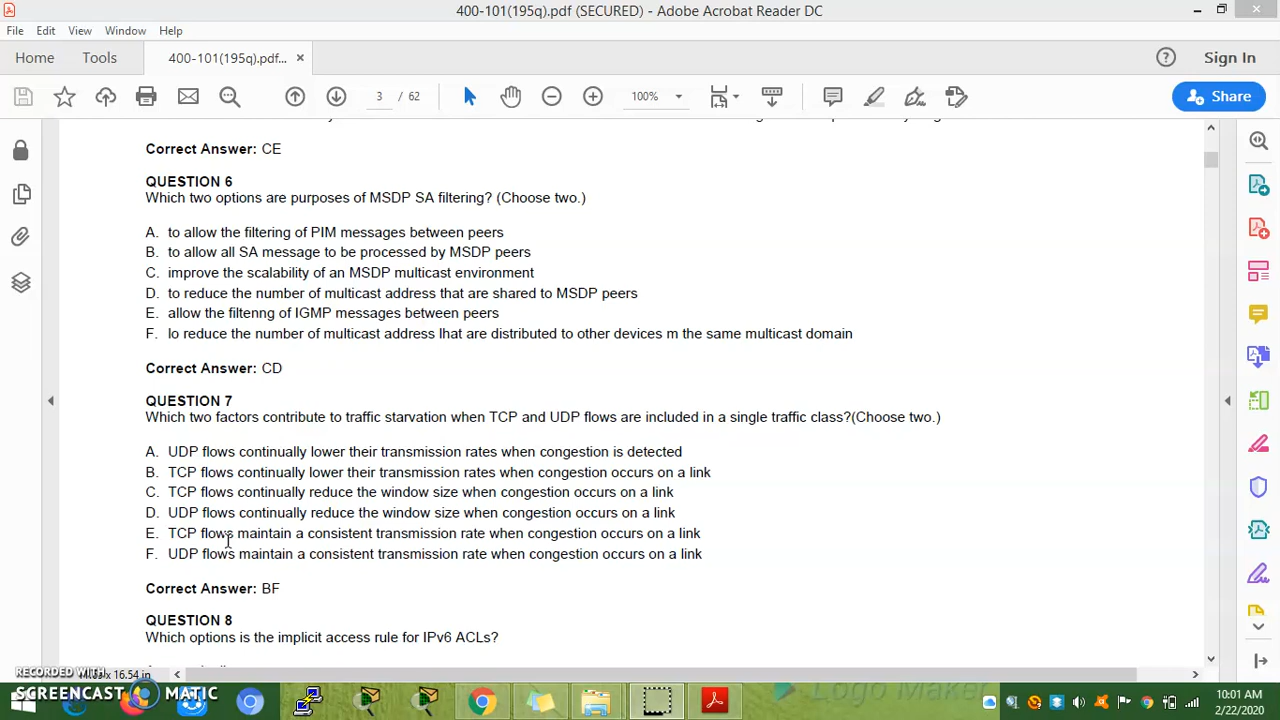 400-101(195q).pdf (SECURED) - Adobe Acrobat Reader DC
File Edit View Window Help
Home Tools 400-101(195q).pdf... × Sign In
3 / 62 100% Share
Correct Answer: CE
QUESTION 6
Which two options are purposes of MSDP SA filtering? (Choose two.)
A. to allow the filtering of PIM messages between peers
B. to allow all SA message to be processed by MSDP peers
C. improve the scalability of an MSDP multicast environment
D. to reduce the number of multicast address that are shared to MSDP peers
E. allow the filtenng of IGMP messages between peers
F. lo reduce the number of multicast address lhat are distributed to other devices m the same multicast domain
Correct Answer: CD
QUESTION 7
Which two factors contribute to traffic starvation when TCP and UDP flows are included in a single traffic class?(Choose two.)
A. UDP flows continually lower their transmission rates when congestion is detected
B. TCP flows continually lower their transmission rates when congestion occurs on a link
C. TCP flows continually reduce the window size when congestion occurs on a link
D. UDP flows continually reduce the window size when congestion occurs on a link
E. TCP flows maintain a consistent transmission rate when congestion occurs on a link
F. UDP flows maintain a consistent transmission rate when congestion occurs on a link
Correct Answer: BF
QUESTION 8
Which options is the implicit access rule for IPv6 ACLs?
RECORDED WITH
x 16.54 in
SCREENCAST MATIC
Logo Maker
10:01 AM
2/22/2020